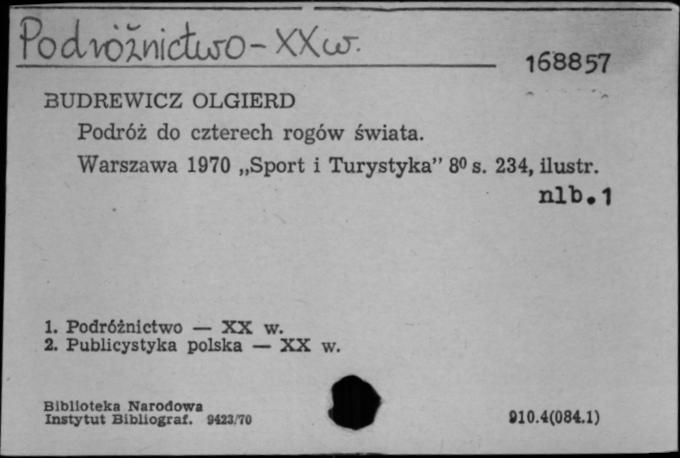 Podróżnictwo - XX w.
168857
BUDREWICZ OLGIERD
Podróż do czterech rogów świata.
Warszawa 1970 „Sport i Turystyka” 8⁰ s. 234, ilustr.
nlb.1
1. Podróżnictwo — XX w.
2. Publicystyka polska — XX w.
Biblioteka Narodowa
Instytut Bibliograf. 9423/70
910.4(084.1)